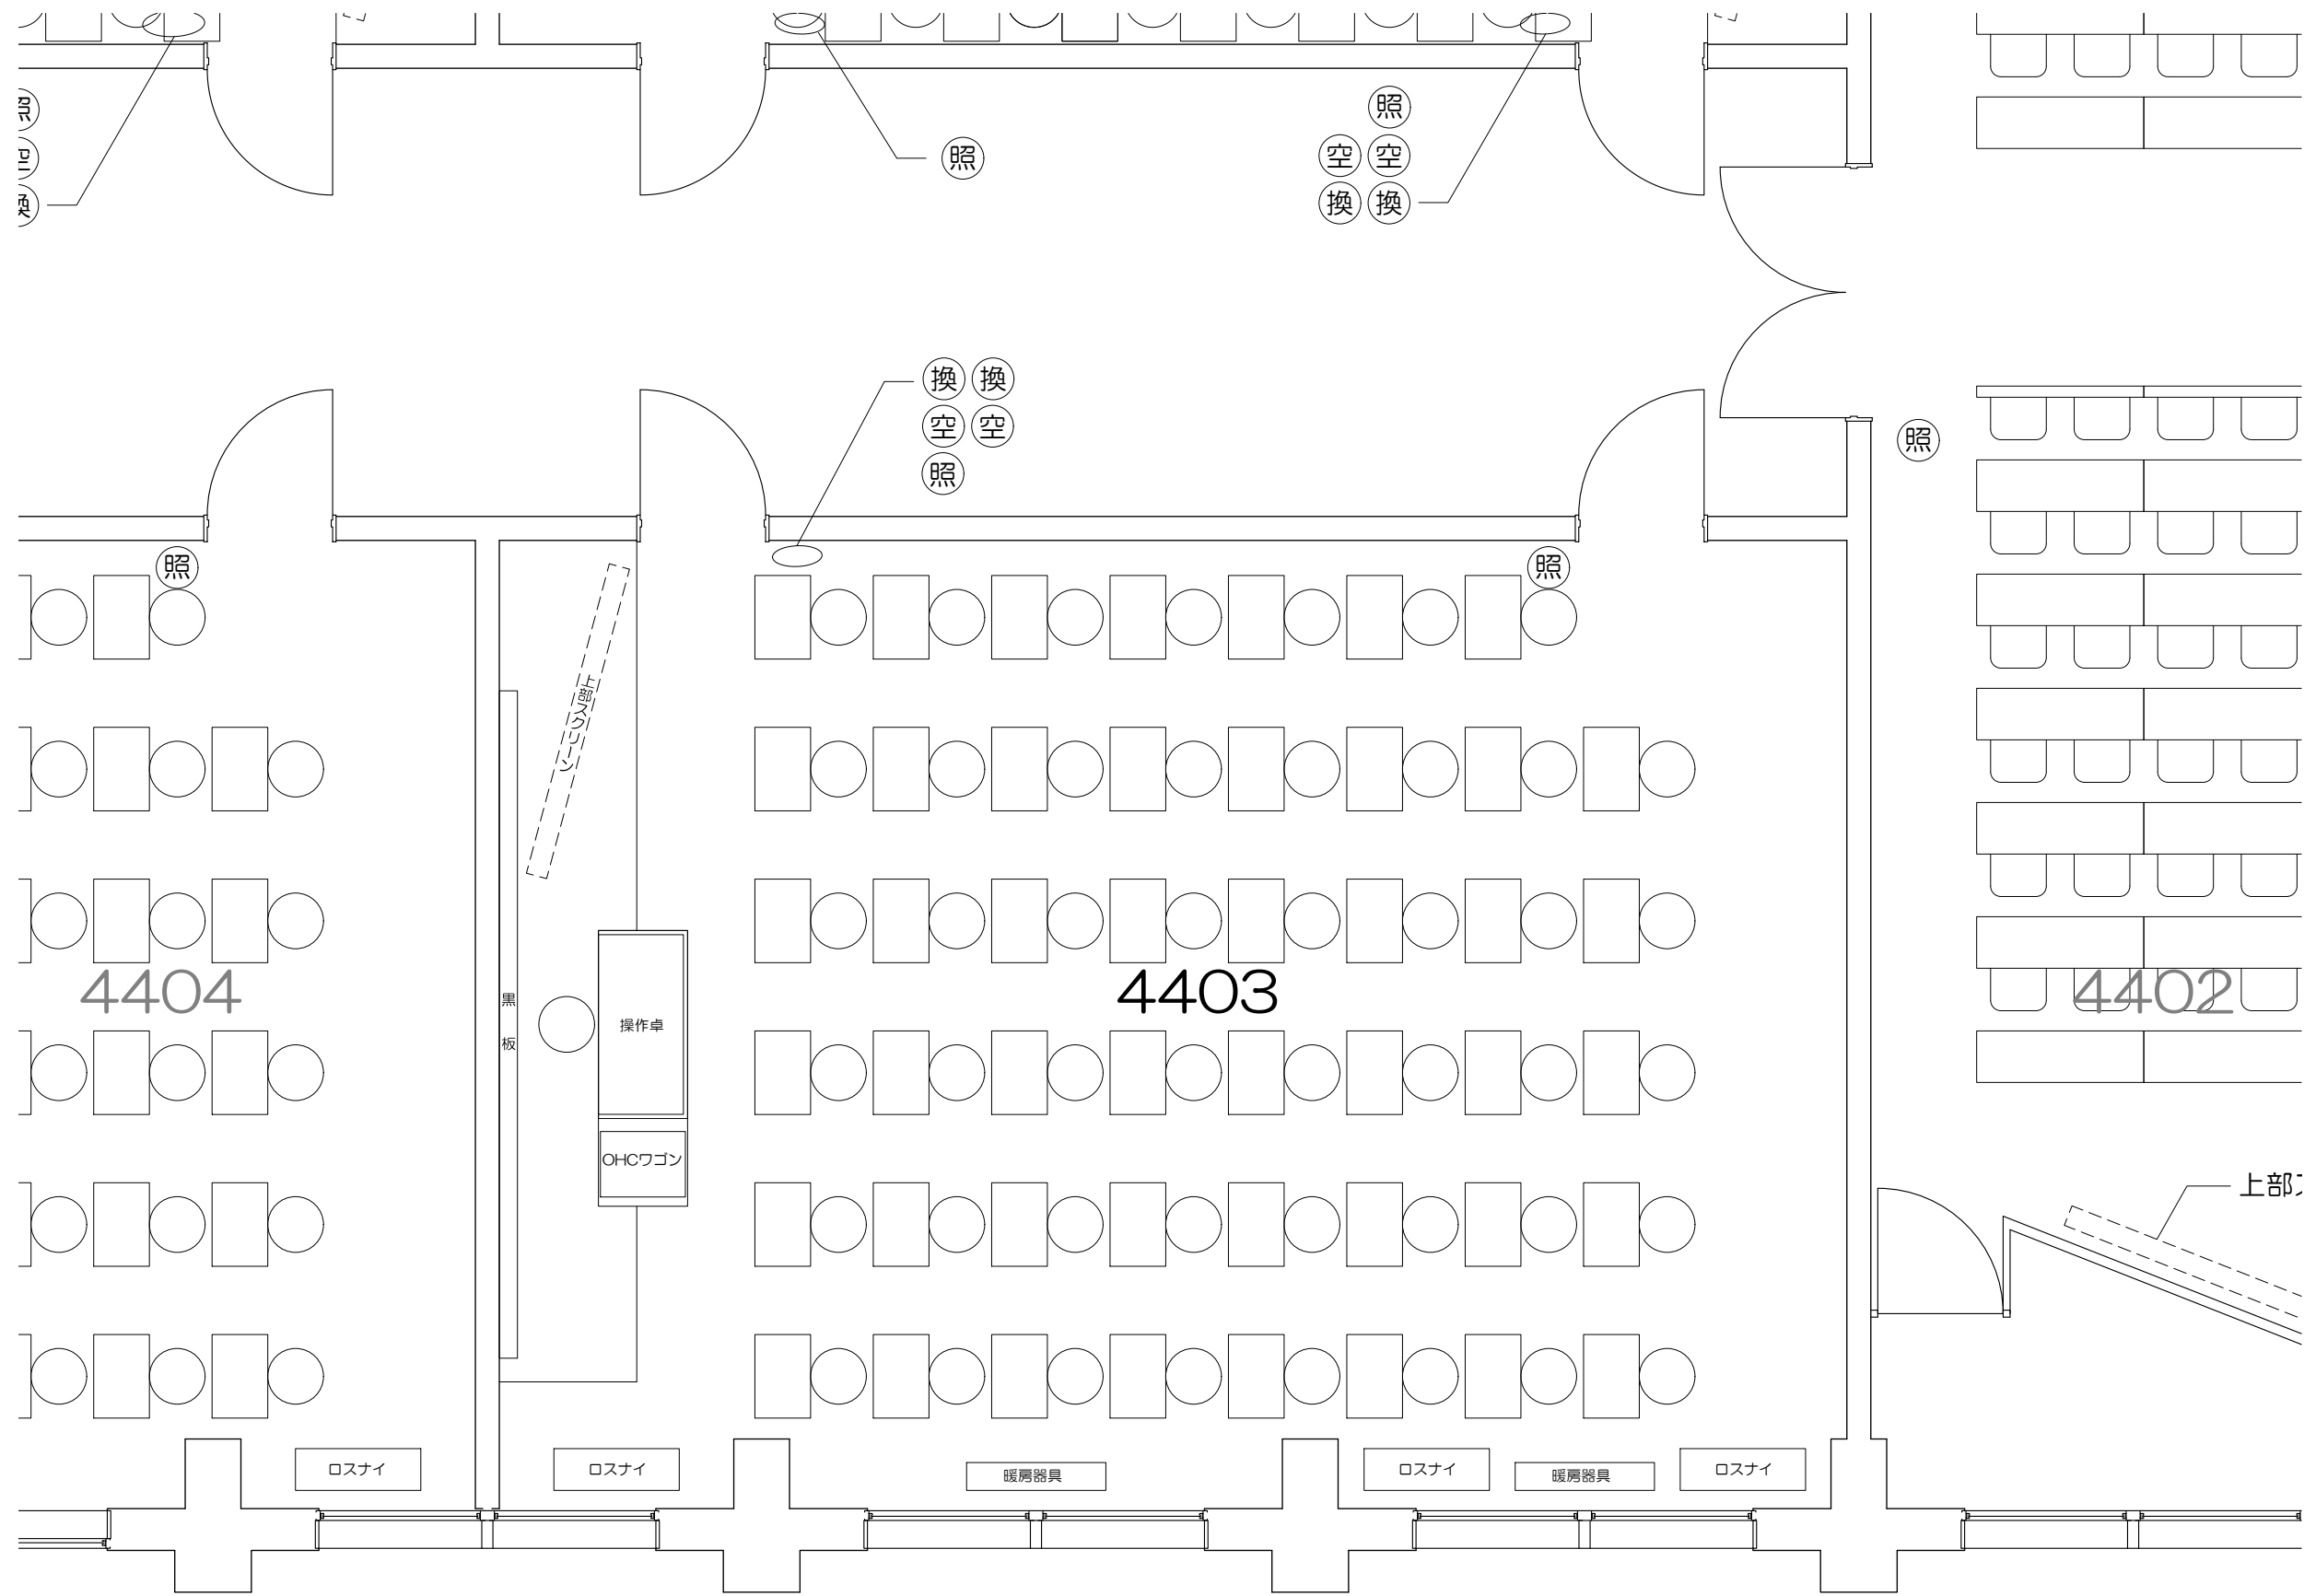 照
照
空 空
換 換
照
換
換 換
空 空
照
照
照
照
上部スクリーン
4404
4403
4402
黒板
操作卓
OHCワゴン
上部
ロスナイ
ロスナイ
暖房器具
ロスナイ
暖房器具
ロスナイ